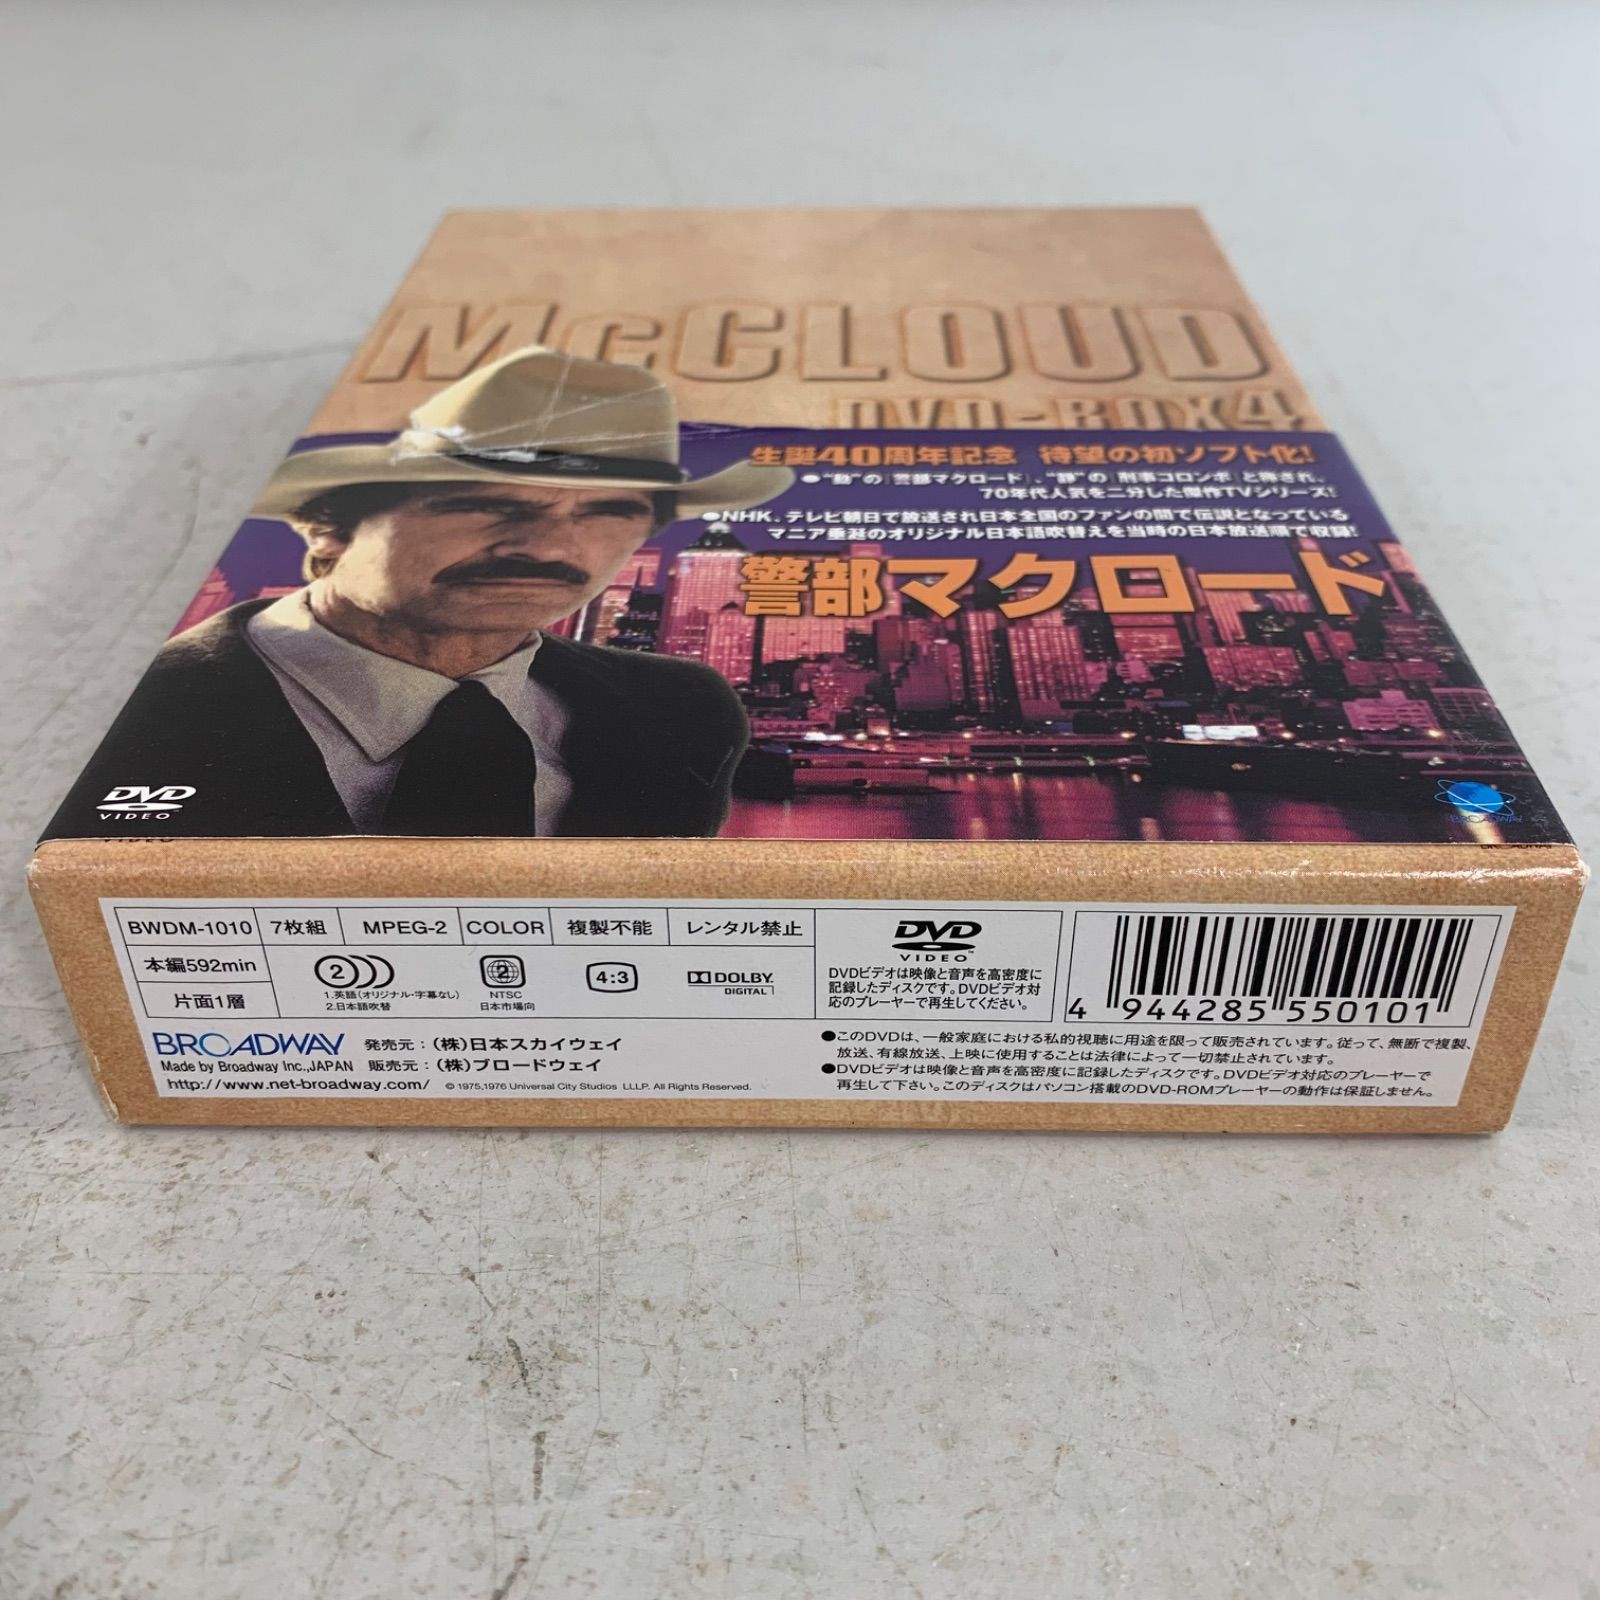 McCLOUD
DVD-BOX4
生誕40周年記念 待望の初ソフト化!
●“動”の「警部マクロード」、“静”の「刑事コロンボ」と称され、
70年代人気を二分した傑作TVシリーズ!
●NHK、テレビ朝日で放送され日本全国のファンの間で伝説となっている
マニア垂涎のオリジナル日本語吹替えを当時の日本放送順で収録!
警部マクロード
DVD
VIDEO
BROADWAY
VIDEO
BWDM-1010 7枚組 MPEG-2 COLOR 複製不能 レンタル禁止
本編592min
片面1層
2
1.英語(オリジナル・字幕なし)
2.日本語吹替
2
NTSC
日本市場向
4:3
DOLBY
DIGITAL
DVD
VIDEO
DVDビデオは映像と音声を高密度に
記録したディスクです。DVDビデオ対
応のプレーヤーで再生してください。
4 944285 550101
BROADWAY 発売元:(株)日本スカイウェイ
Made by Broadway Inc.,JAPAN 販売元:(株)ブロードウェイ
http://www.net-broadway.com/ © 1975,1976 Universal City Studios LLLP. All Rights Reserved.
●このDVDは、一般家庭における私的視聴に用途を限って販売されています。従って、無断で複製、
放送、有線放送、上映に使用することは法律によって一切禁止されています。
●DVDビデオは映像と音声を高密度に記録したディスクです。DVDビデオ対応のプレーヤーで
再生して下さい。このディスクはパソコン搭載のDVD-ROMプレーヤーの動作は保証しません。